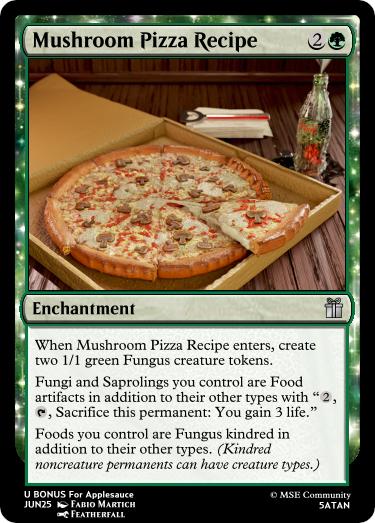 Mushroom Pizza Recipe 2
Enchantment
When Mushroom Pizza Recipe enters, create
two 1/1 green Fungus creature tokens.
Fungi and Saprolings you control are Food
artifacts in addition to their other types with “2,
, Sacrifice this permanent: You gain 3 life.”
Foods you control are Fungus kindred in
addition to their other types. (Kindred
noncreature permanents can have creature types.)
U BONUS For Applesauce © MSE Community
JUN25 Fabio Martich 5ATAN
Featherfall